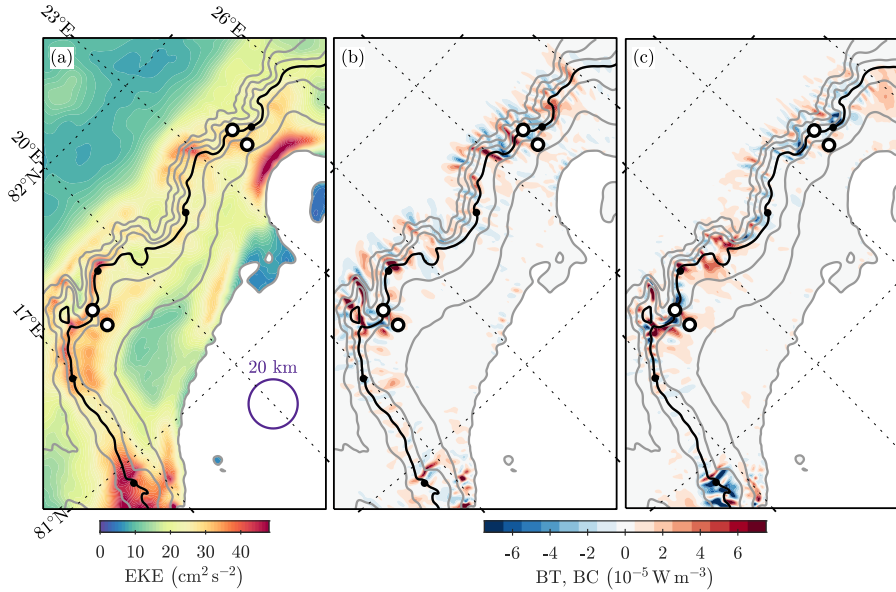 23°E
26°E
(a)
(b)
(c)
20°E
82°N
17°E
20 km
81°N
0 10 20 30 40
EKE (cm² s⁻²)
-6 -4 -2 0 2 4 6
BT, BC (10⁻⁵ W m⁻³)